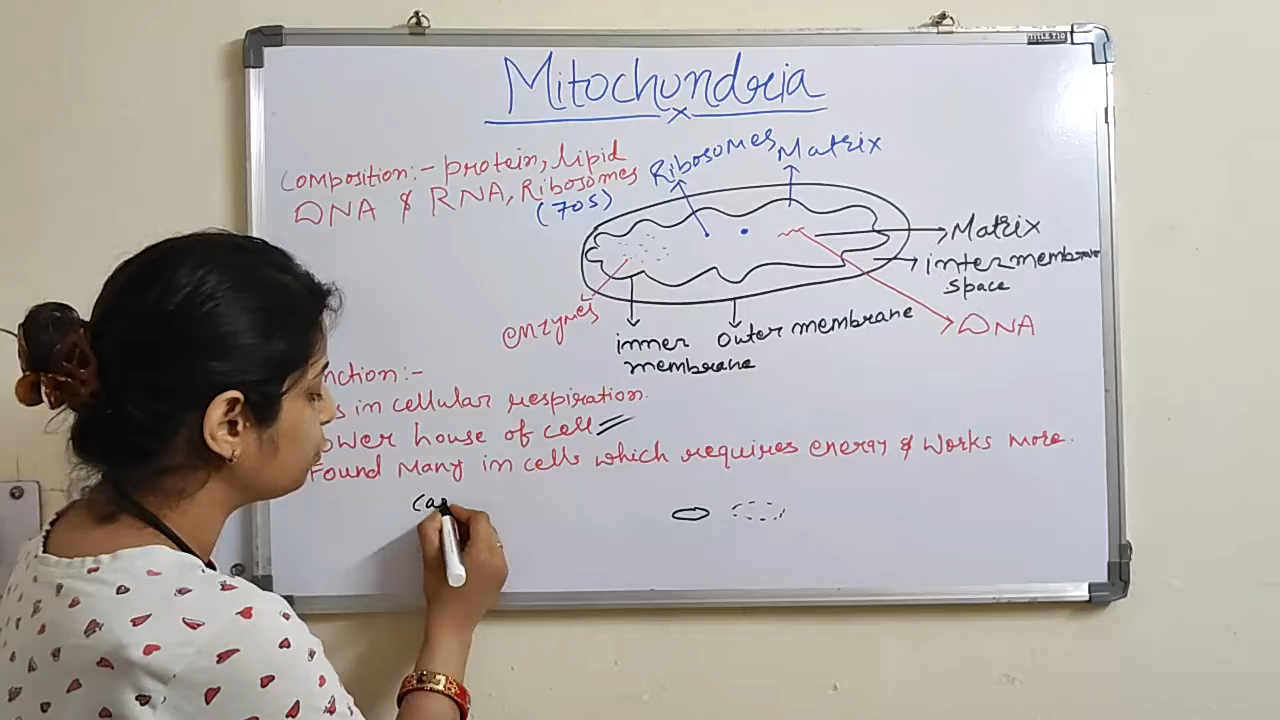 Mitochondria
x
Composition:- protein, lipid
DNA & RNA, Ribosomes
(70S)
Ribosomes
Matrix
Matrix
intermembrane
space
DNA
enzymes
inner
membrane
outer membrane
nction:-
s in cellular respiration.
ower house of cell
Found Many in cells which requires energy & works more.
(a